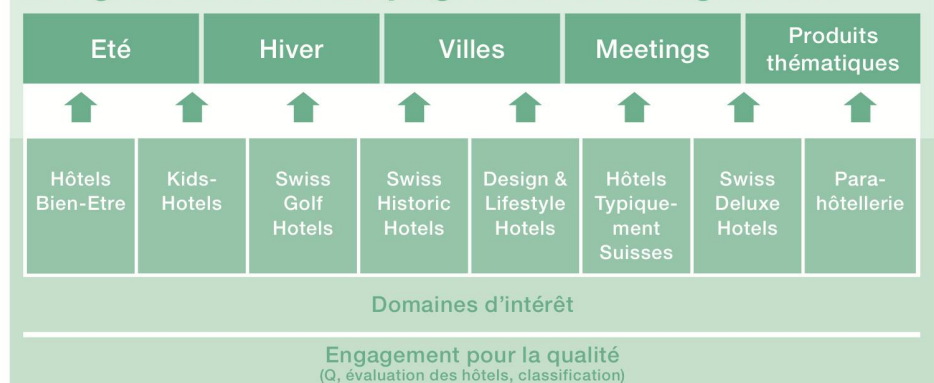 Eté
Hiver
Villes
Meetings
Produits
thématiques
Hôtels
Bien-Etre
Kids-
Hotels
Swiss
Golf
Hotels
Swiss
Historic
Hotels
Design &
Lifestyle
Hotels
Hôtels
Typique-
ment
Suisses
Swiss
Deluxe
Hotels
Para-
hôtellerie
Domaines d’intérêt
Engagement pour la qualité
(Q, évaluation des hôtels, classification)